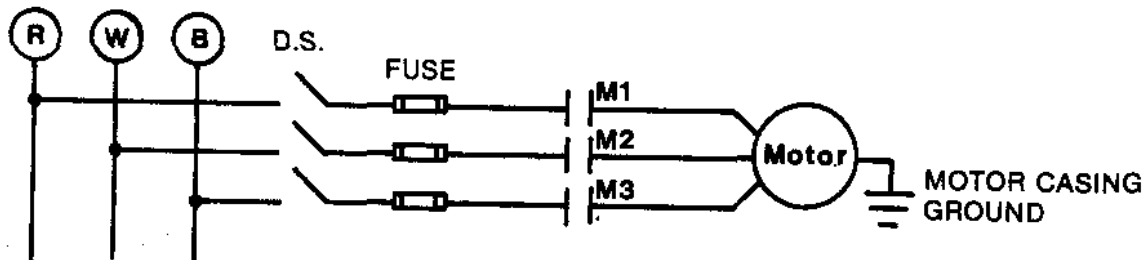 R W B
D.S.
FUSE
M1
M2
M3
Motor
MOTOR CASING
GROUND